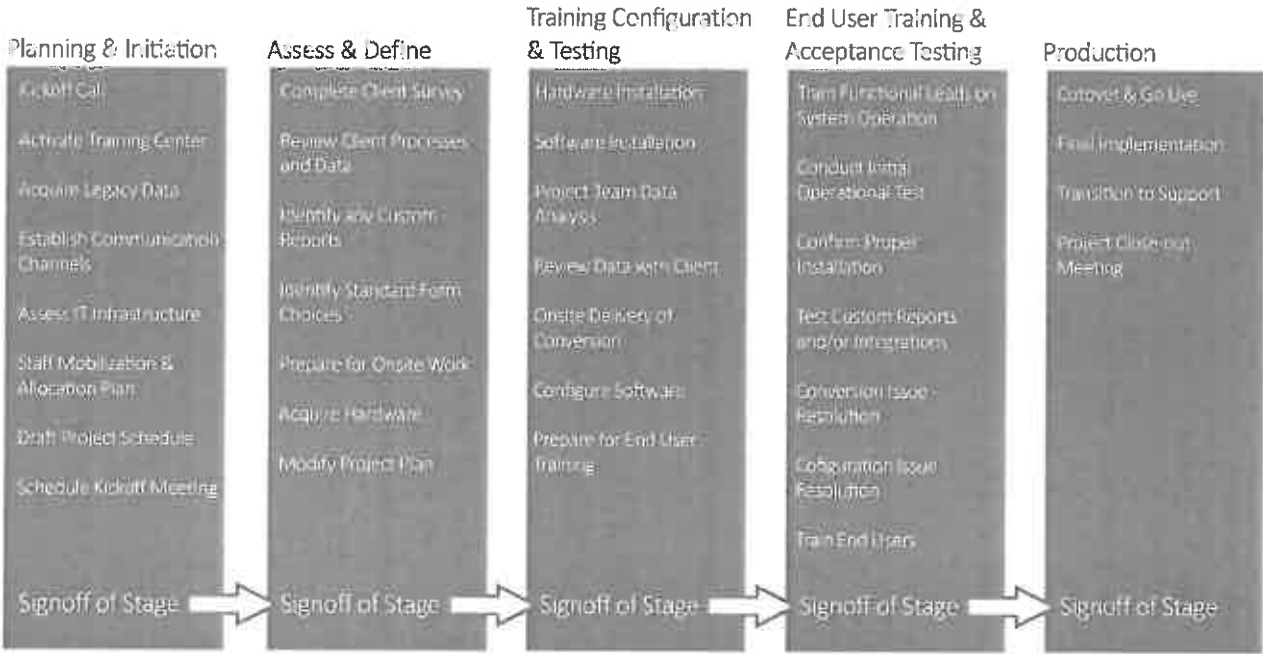 Planning & Initiation
Kickoff Call
Activate Training Center
Acquire Legacy Data
Establish Communication
Channels
Assess IT Infrastructure
Staff Mobilization &
Allocation Plan
Draft Project Schedule
Schedule Kickoff Meeting
Signoff of Stage
Assess & Define
Complete Client Survey
Review Client Processes
and Data
Identify any Custom
Reports
Identify Standard Form
Choices
Prepare for Onsite Work
Acquire Hardware
Modify Project Plan
Signoff of Stage
Training Configuration
& Testing
Hardware Installation
Software Installation
Project Team Data
Analysis
Review Data with Client
Onsite Delivery of
Conversion
Configure Software
Prepare for End User
Training
Signoff of Stage
End User Training &
Acceptance Testing
Train Functional Leads on
System Operation
Conduct Initial
Operational Test
Confirm Proper
Installation
Test Custom Reports
and/or Integrations
Conversion Issue
Resolution
Cofiguration Issue
Resolution
Train End Users
Signoff of Stage
Production
Cutover & Go Live
Final Implementation
Transition to Support
Project Close-out
Meeting
Signoff of Stage